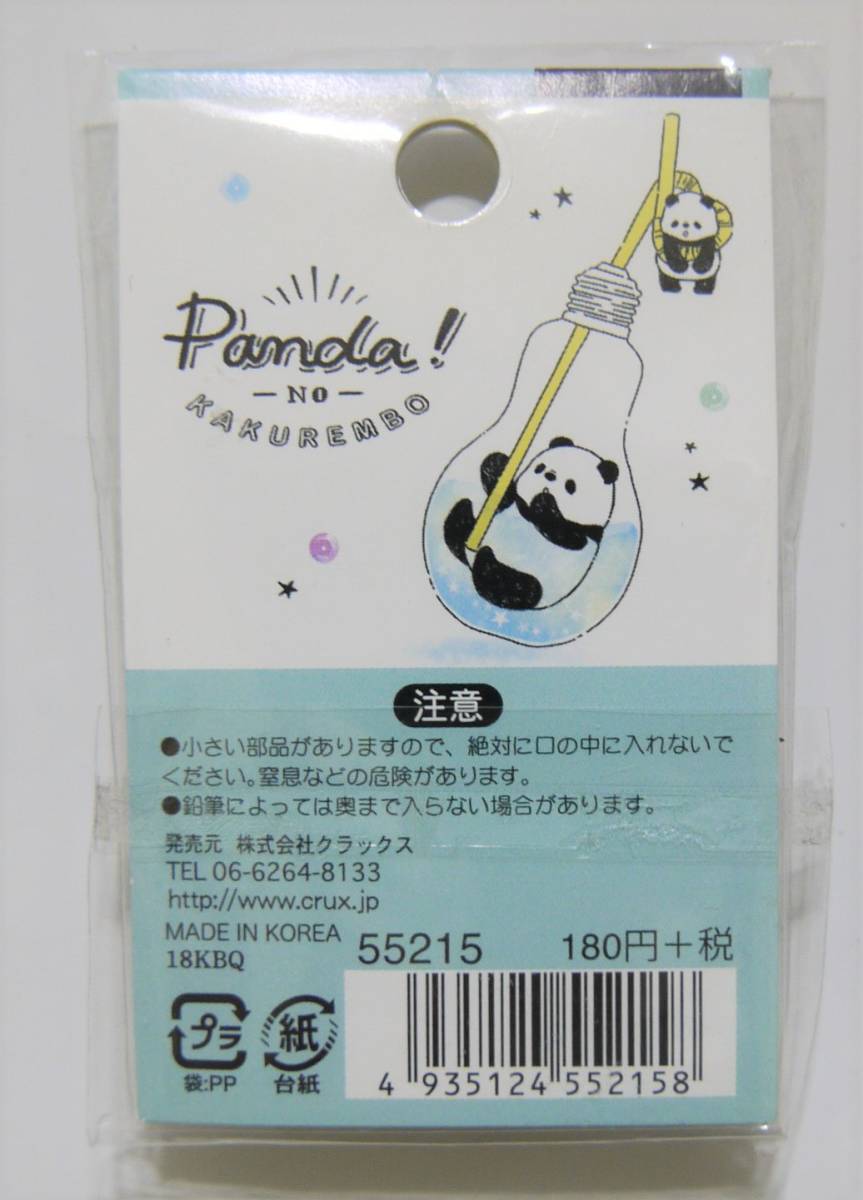 Panda!
NO
KAKUREMBO
注意
●小さい部品がありますので、絶対に口の中に入れないで
ください。窒息などの危険があります。
●鉛筆によっては奥まで入らない場合があります。
発売元 株式会社クラックス
TEL 06-6264-8133
http://www.crux.jp
MADE IN KOREA
18KBQ
55215
180円+税
プラ
袋:PP
紙
台紙
4 935124 552158